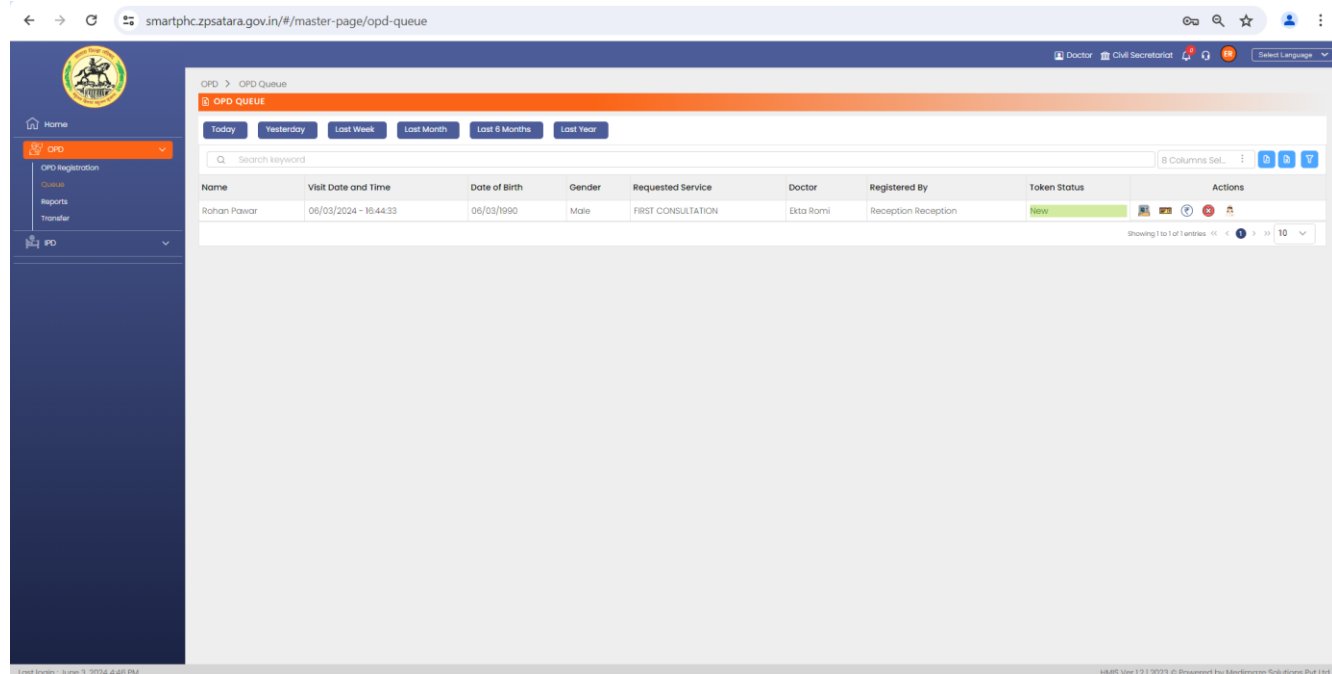 smartphc.zpsatara.gov.in/#/master-page/opd-queue
Doctor Civil Secretariat 0 ER Select Language
OPD > OPD Queue
OPD QUEUE
Home
OPD
OPD Registration
Queue
Reports
Transfer
IPD
Today Yesterday Last Week Last Month Last 6 Months Last Year
Search keyword 8 Columns Sel...
Name Visit Date and Time Date of Birth Gender Requested Service Doctor Registered By Token Status Actions
Rohan Pawar 06/03/2024 - 16:44:33 06/03/1990 Male FIRST CONSULTATION Ekta Romi Reception Reception New
Showing 1 to 1 of 1 entries << < 1 > >> 10
Last login : June 3, 2024 4:46 PM HMIS Ver 1.2 | 2023 © Powered by Medimaze Solutions Pvt Ltd